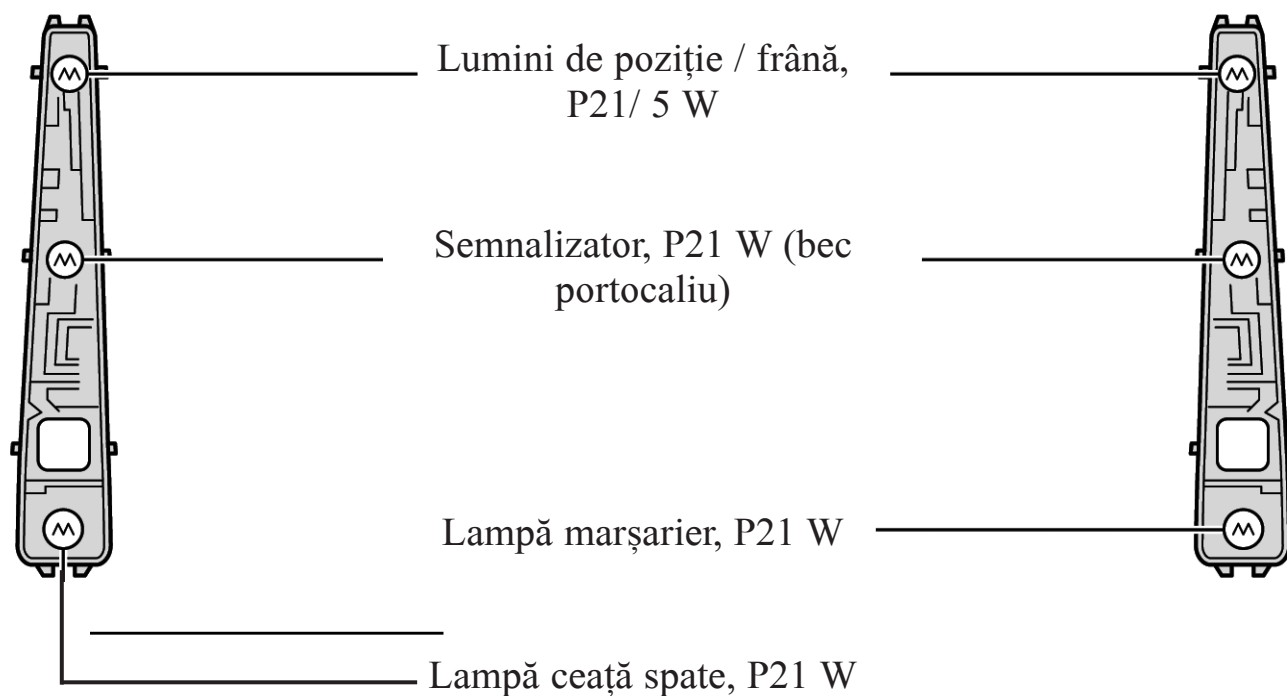 Lumini de poziție / frână,
P21/ 5 W
Semnalizator, P21 W (bec
portocaliu)
Lampă marșarier, P21 W
Lampă ceață spate, P21 W